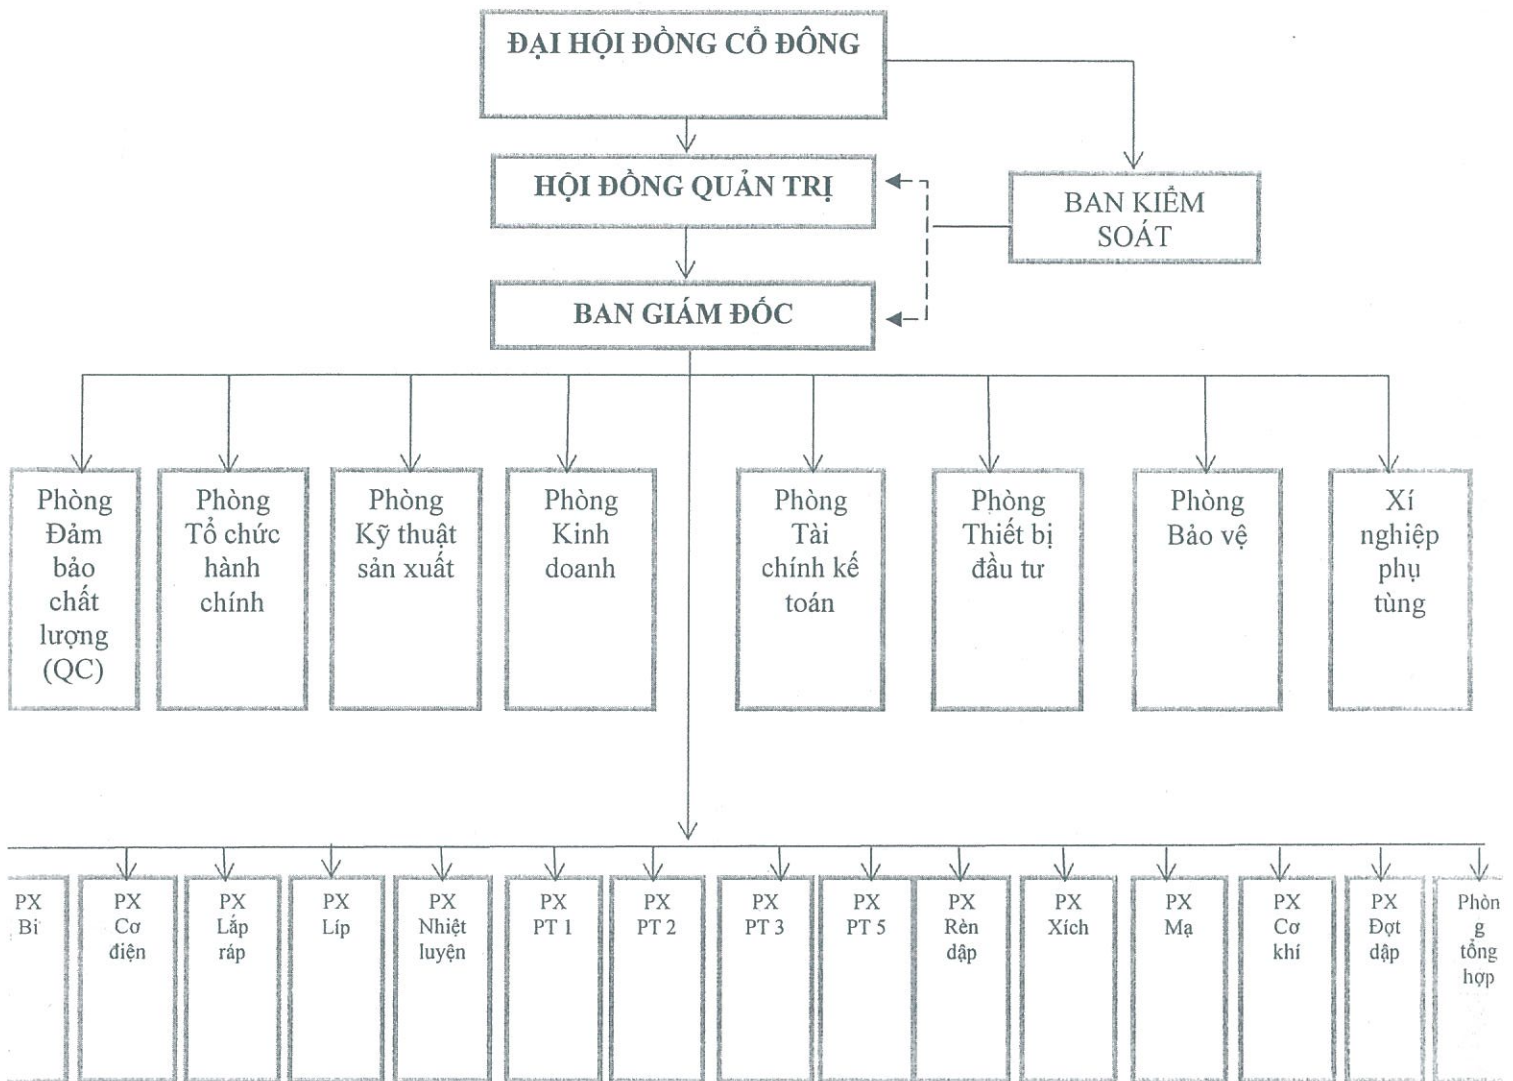 ĐẠI HỘI ĐỒNG CỔ ĐÔNG
HỘI ĐỒNG QUẢN TRỊ
BAN KIỂM
SOÁT
BAN GIÁM ĐỐC
Phòng
Đảm
bảo
chất
lượng
(QC)
Phòng
Tổ chức
hành
chính
Phòng
Kỹ thuật
sản xuất
Phòng
Kinh
doanh
Phòng
Tài
chính kế
toán
Phòng
Thiết bị
đầu tư
Phòng
Bảo vệ
Xí
nghiệp
phụ
tùng
PX
Bi
PX
Cơ
điện
PX
Lắp
ráp
PX
Líp
PX
Nhiệt
luyện
PX
PT 1
PX
PT 2
PX
PT 3
PX
PT 5
PX
Rèn
dập
PX
Xích
PX
Mạ
PX
Cơ
khí
PX
Đợt
dập
Phòn
g
tổng
hợp